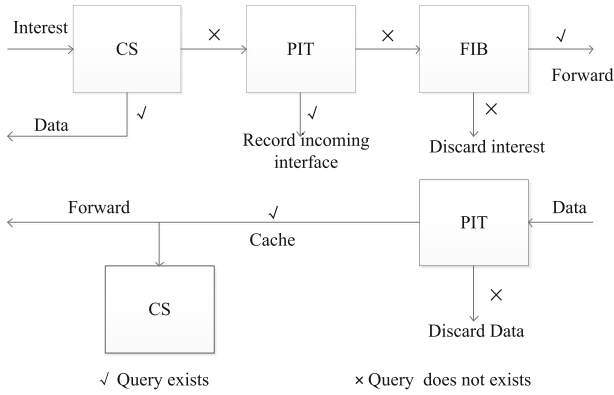 Interest
CS
×
PIT
×
FIB
√
Forward
Data
√
√
Record incoming
interface
×
Discard interest
Forward
√
Cache
PIT
Data
CS
×
Discard Data
√ Query exists
× Query does not exists